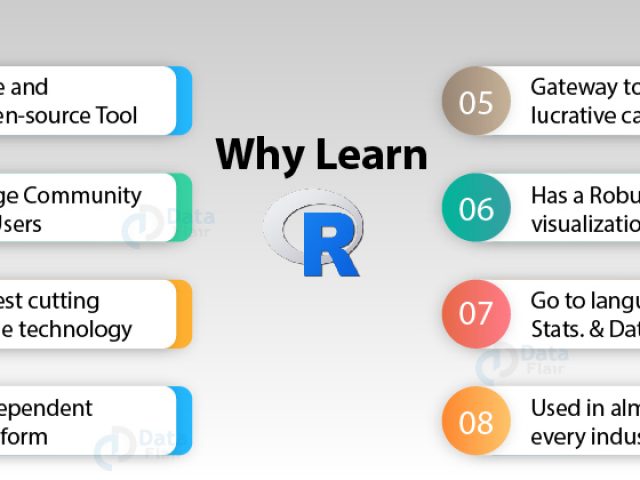 Why Learn
R
e and
en-source Tool
ge Community
Users
est cutting
e technology
ependent
form
05
Gateway to
lucrative ca
06
Has a Robu
visualizatio
07
Go to langu
Stats. & Dat
08
Used in alm
every indus
Data
Flair
Data
Flair
Data
Flair